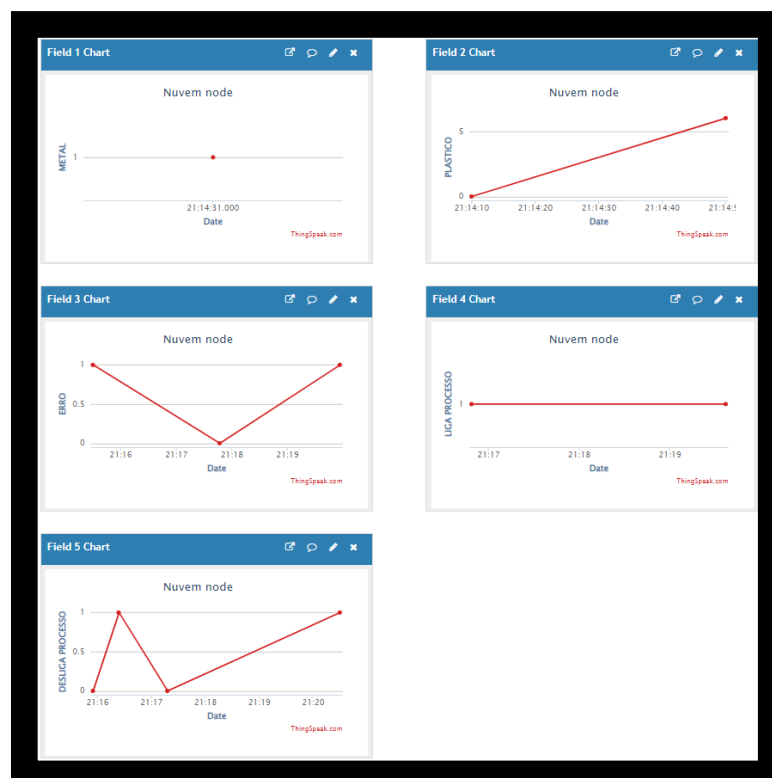 Field 1 Chart
Nuvem node
METAL
1
21:14:31.000
Date
ThingSpeak.com
Field 2 Chart
Nuvem node
PLASTICO
5
0
21:14:10 21:14:20 21:14:30 21:14:40 21:14:5
Date
ThingSpeak.com
Field 3 Chart
Nuvem node
ERRO
1
0.5
0
21:16 21:17 21:18 21:19
Date
ThingSpeak.com
Field 4 Chart
Nuvem node
LIGA PROCESSO
1
21:17 21:18 21:19
Date
ThingSpeak.com
Field 5 Chart
Nuvem node
DESLIGA PROCESSO
1
0.5
0
21:16 21:17 21:18 21:19 21:20
Date
ThingSpeak.com